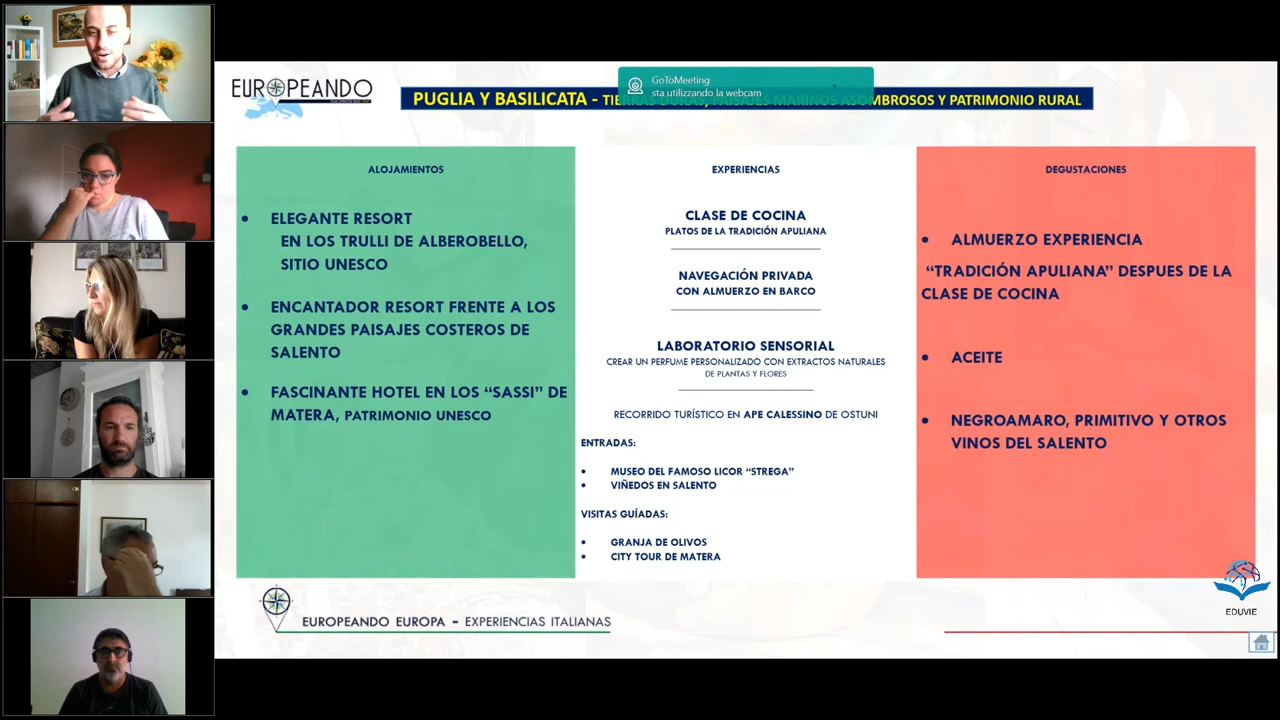 EUROPEANDO
GoToMeeting
sta utilizzando la webcam
PUGLIA Y BASILICATA - TIERRAS DURAS, PAISAJES MARINOS ASOMBROSOS Y PATRIMONIO RURAL
ALOJAMIENTOS
• ELEGANTE RESORT
EN LOS TRULLI DE ALBEROBELLO,
SITIO UNESCO
• ENCANTADOR RESORT FRENTE A LOS
GRANDES PAISAJES COSTEROS DE
SALENTO
• FASCINANTE HOTEL EN LOS “SASSI” DE
MATERA, PATRIMONIO UNESCO
EXPERIENCIAS
CLASE DE COCINA
PLATOS DE LA TRADICIÓN APULIANA
NAVEGACIÓN PRIVADA
CON ALMUERZO EN BARCO
LABORATORIO SENSORIAL
CREAR UN PERFUME PERSONALIZADO CON EXTRACTOS NATURALES
DE PLANTAS Y FLORES
RECORRIDO TURÍSTICO EN APE CALESSINO DE OSTUNI
ENTRADAS:
• MUSEO DEL FAMOSO LICOR “STREGA”
• VIÑEDOS EN SALENTO
VISITAS GUÍADAS:
• GRANJA DE OLIVOS
• CITY TOUR DE MATERA
DEGUSTACIONES
• ALMUERZO EXPERIENCIA
“TRADICIÓN APULIANA” DESPUES DE LA
CLASE DE COCINA
• ACEITE
• NEGROAMARO, PRIMITIVO Y OTROS
VINOS DEL SALENTO
EDUVIE
EUROPEANDO EUROPA – EXPERIENCIAS ITALIANAS